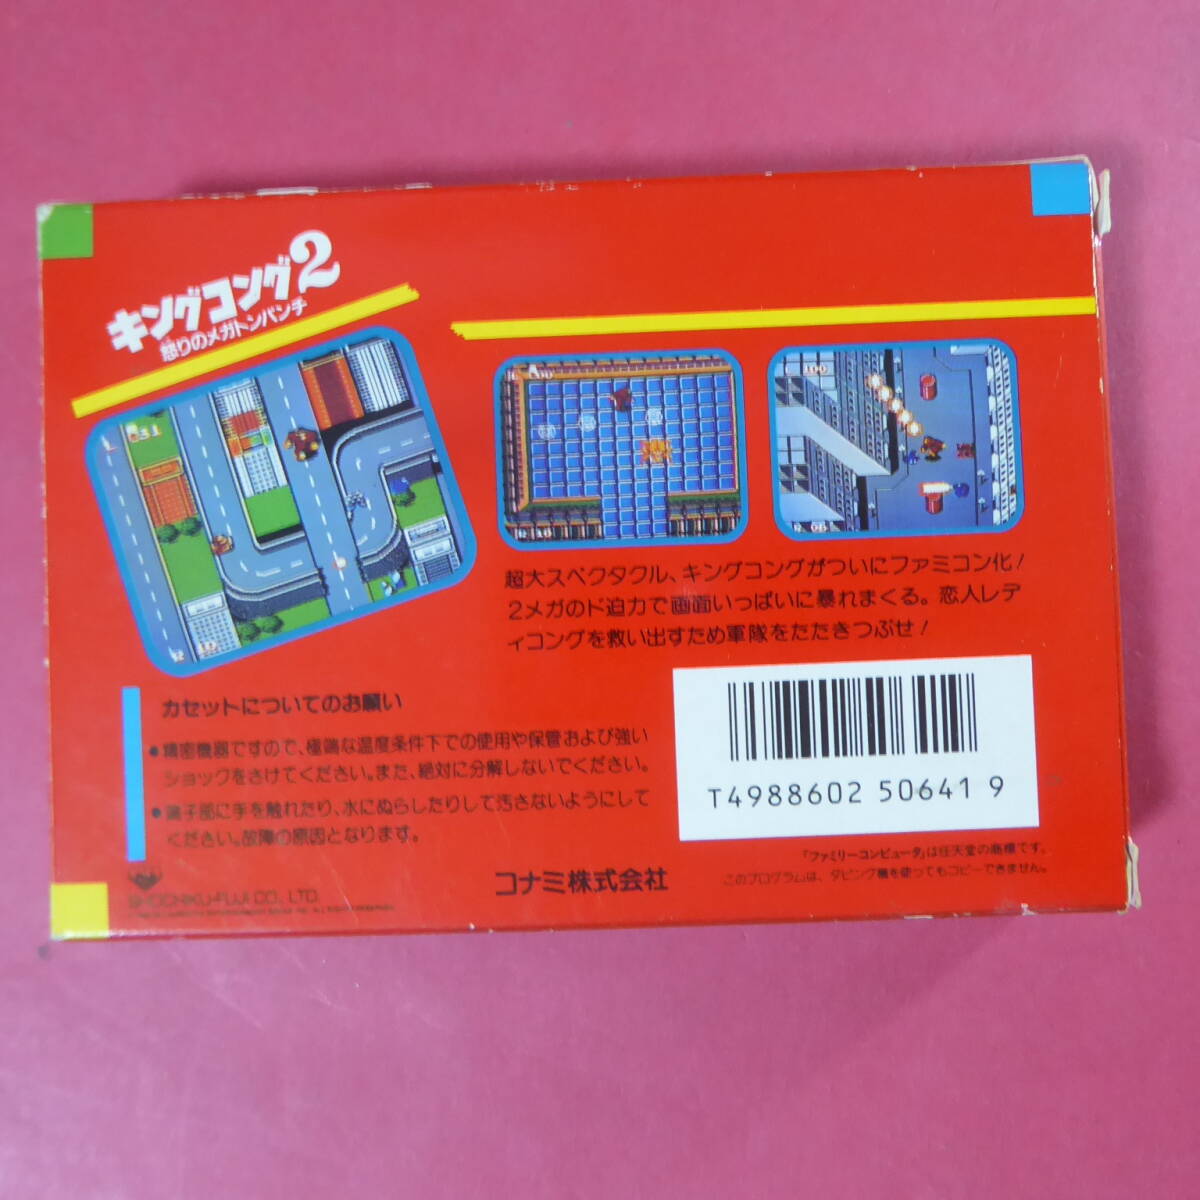 キングコング2
怒りのメガトンパンチ
超大スペクタクル、キングコングがついにファミコン化!
2メガのド迫力で画面いっぱいに暴れまくる。恋人レデ
ィコングを救い出すため軍隊をたたきつぶせ!
カセットについてのお願い
●精密機器ですので、極端な温度条件下での使用や保管および強い
ショックをさけてください。また、絶対に分解しないでください。
●端子部に手を触れたり、水にぬらしたりして汚さないようにして
ください。故障の原因となります。
T4988602 50641 9
「ファミリーコンピュータ」は任天堂の商標です。
このプログラムは、ダビング機を使ってもコピーできません。
コナミ株式会社
SHOCHIKU-FUJI CO., LTD.